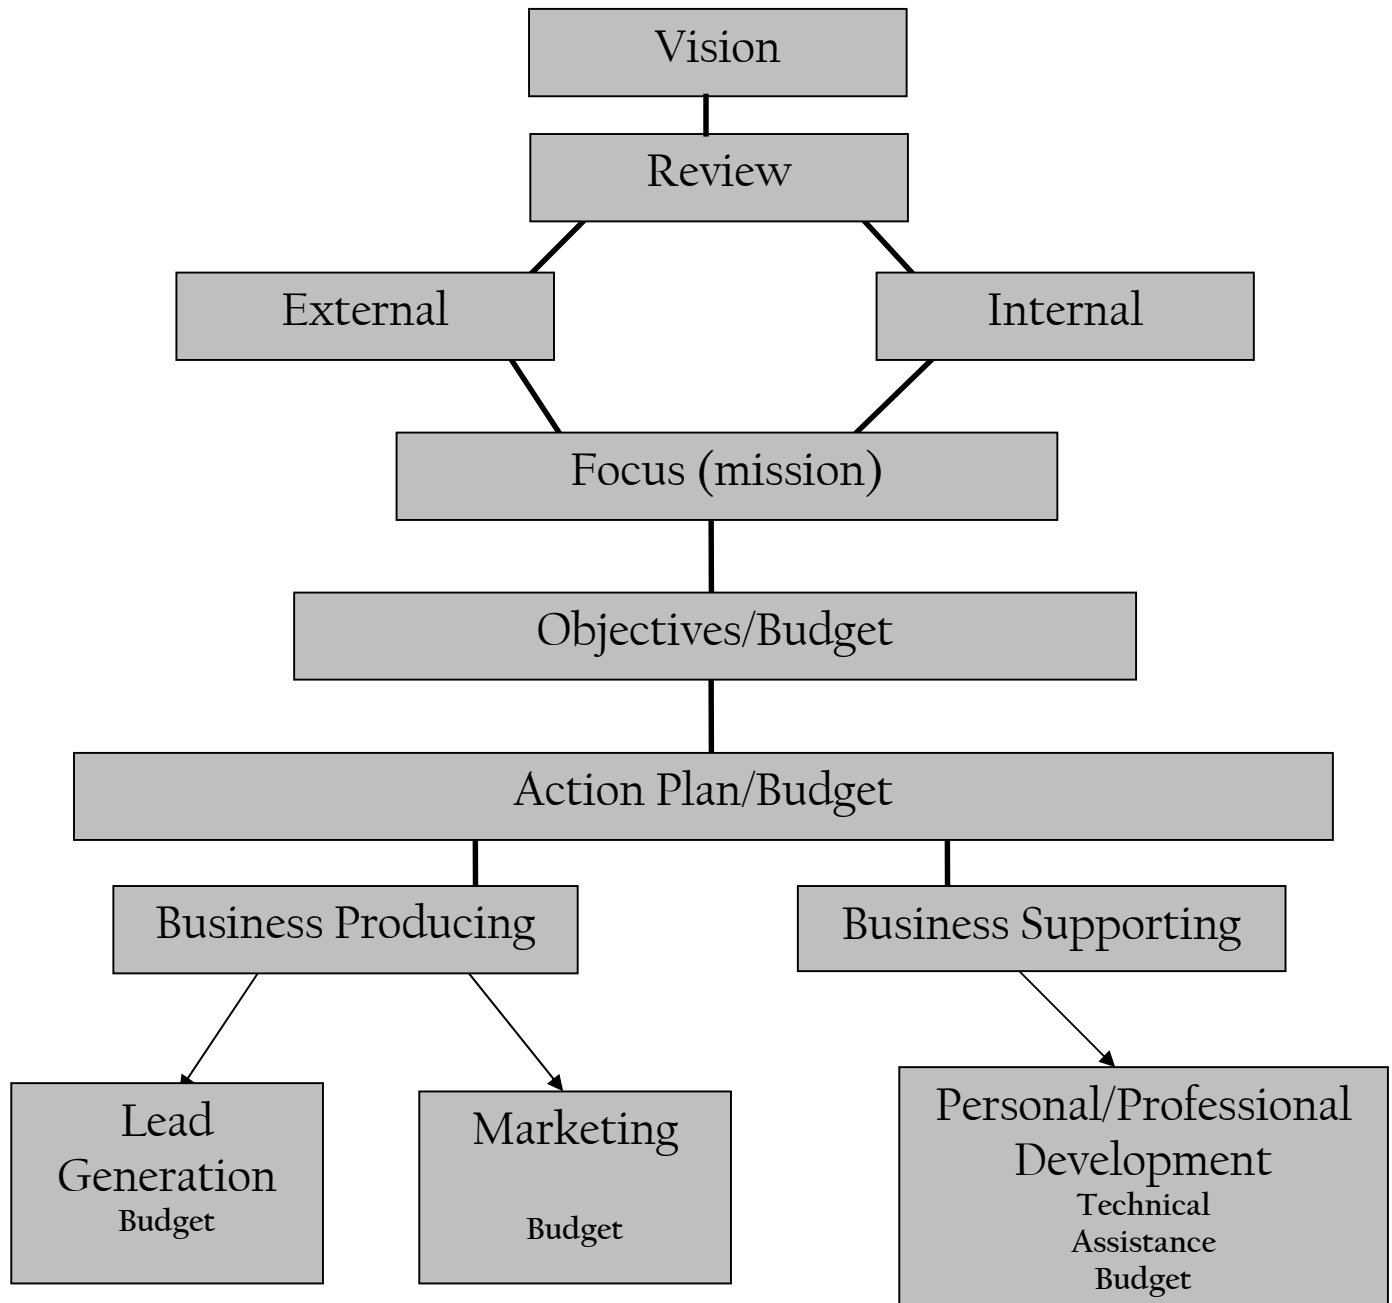 Vision
Review
External
Internal
Focus (mission)
Objectives/Budget
Action Plan/Budget
Business Producing
Business Supporting
Lead
Generation
Budget
Marketing
Budget
Personal/Professional
Development
Technical
Assistance
Budget